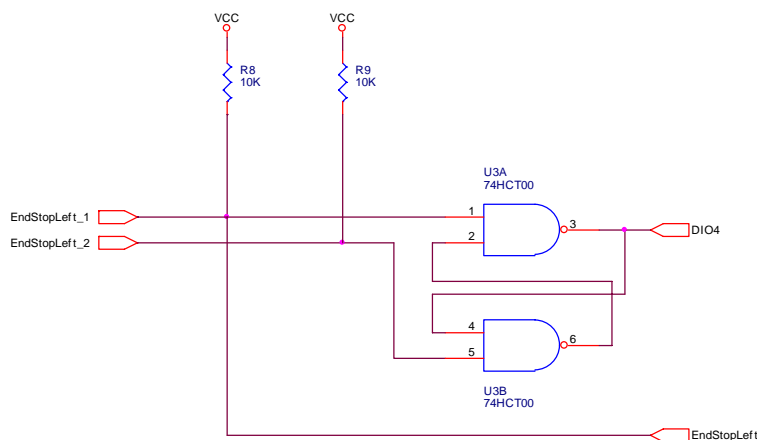 VCC
VCC
R8
10K
R9
10K
U3A
74HCT00
EndStopLeft_1
1
3
DIO4
EndStopLeft_2
2
4
6
5
U3B
74HCT00
EndStopLeft